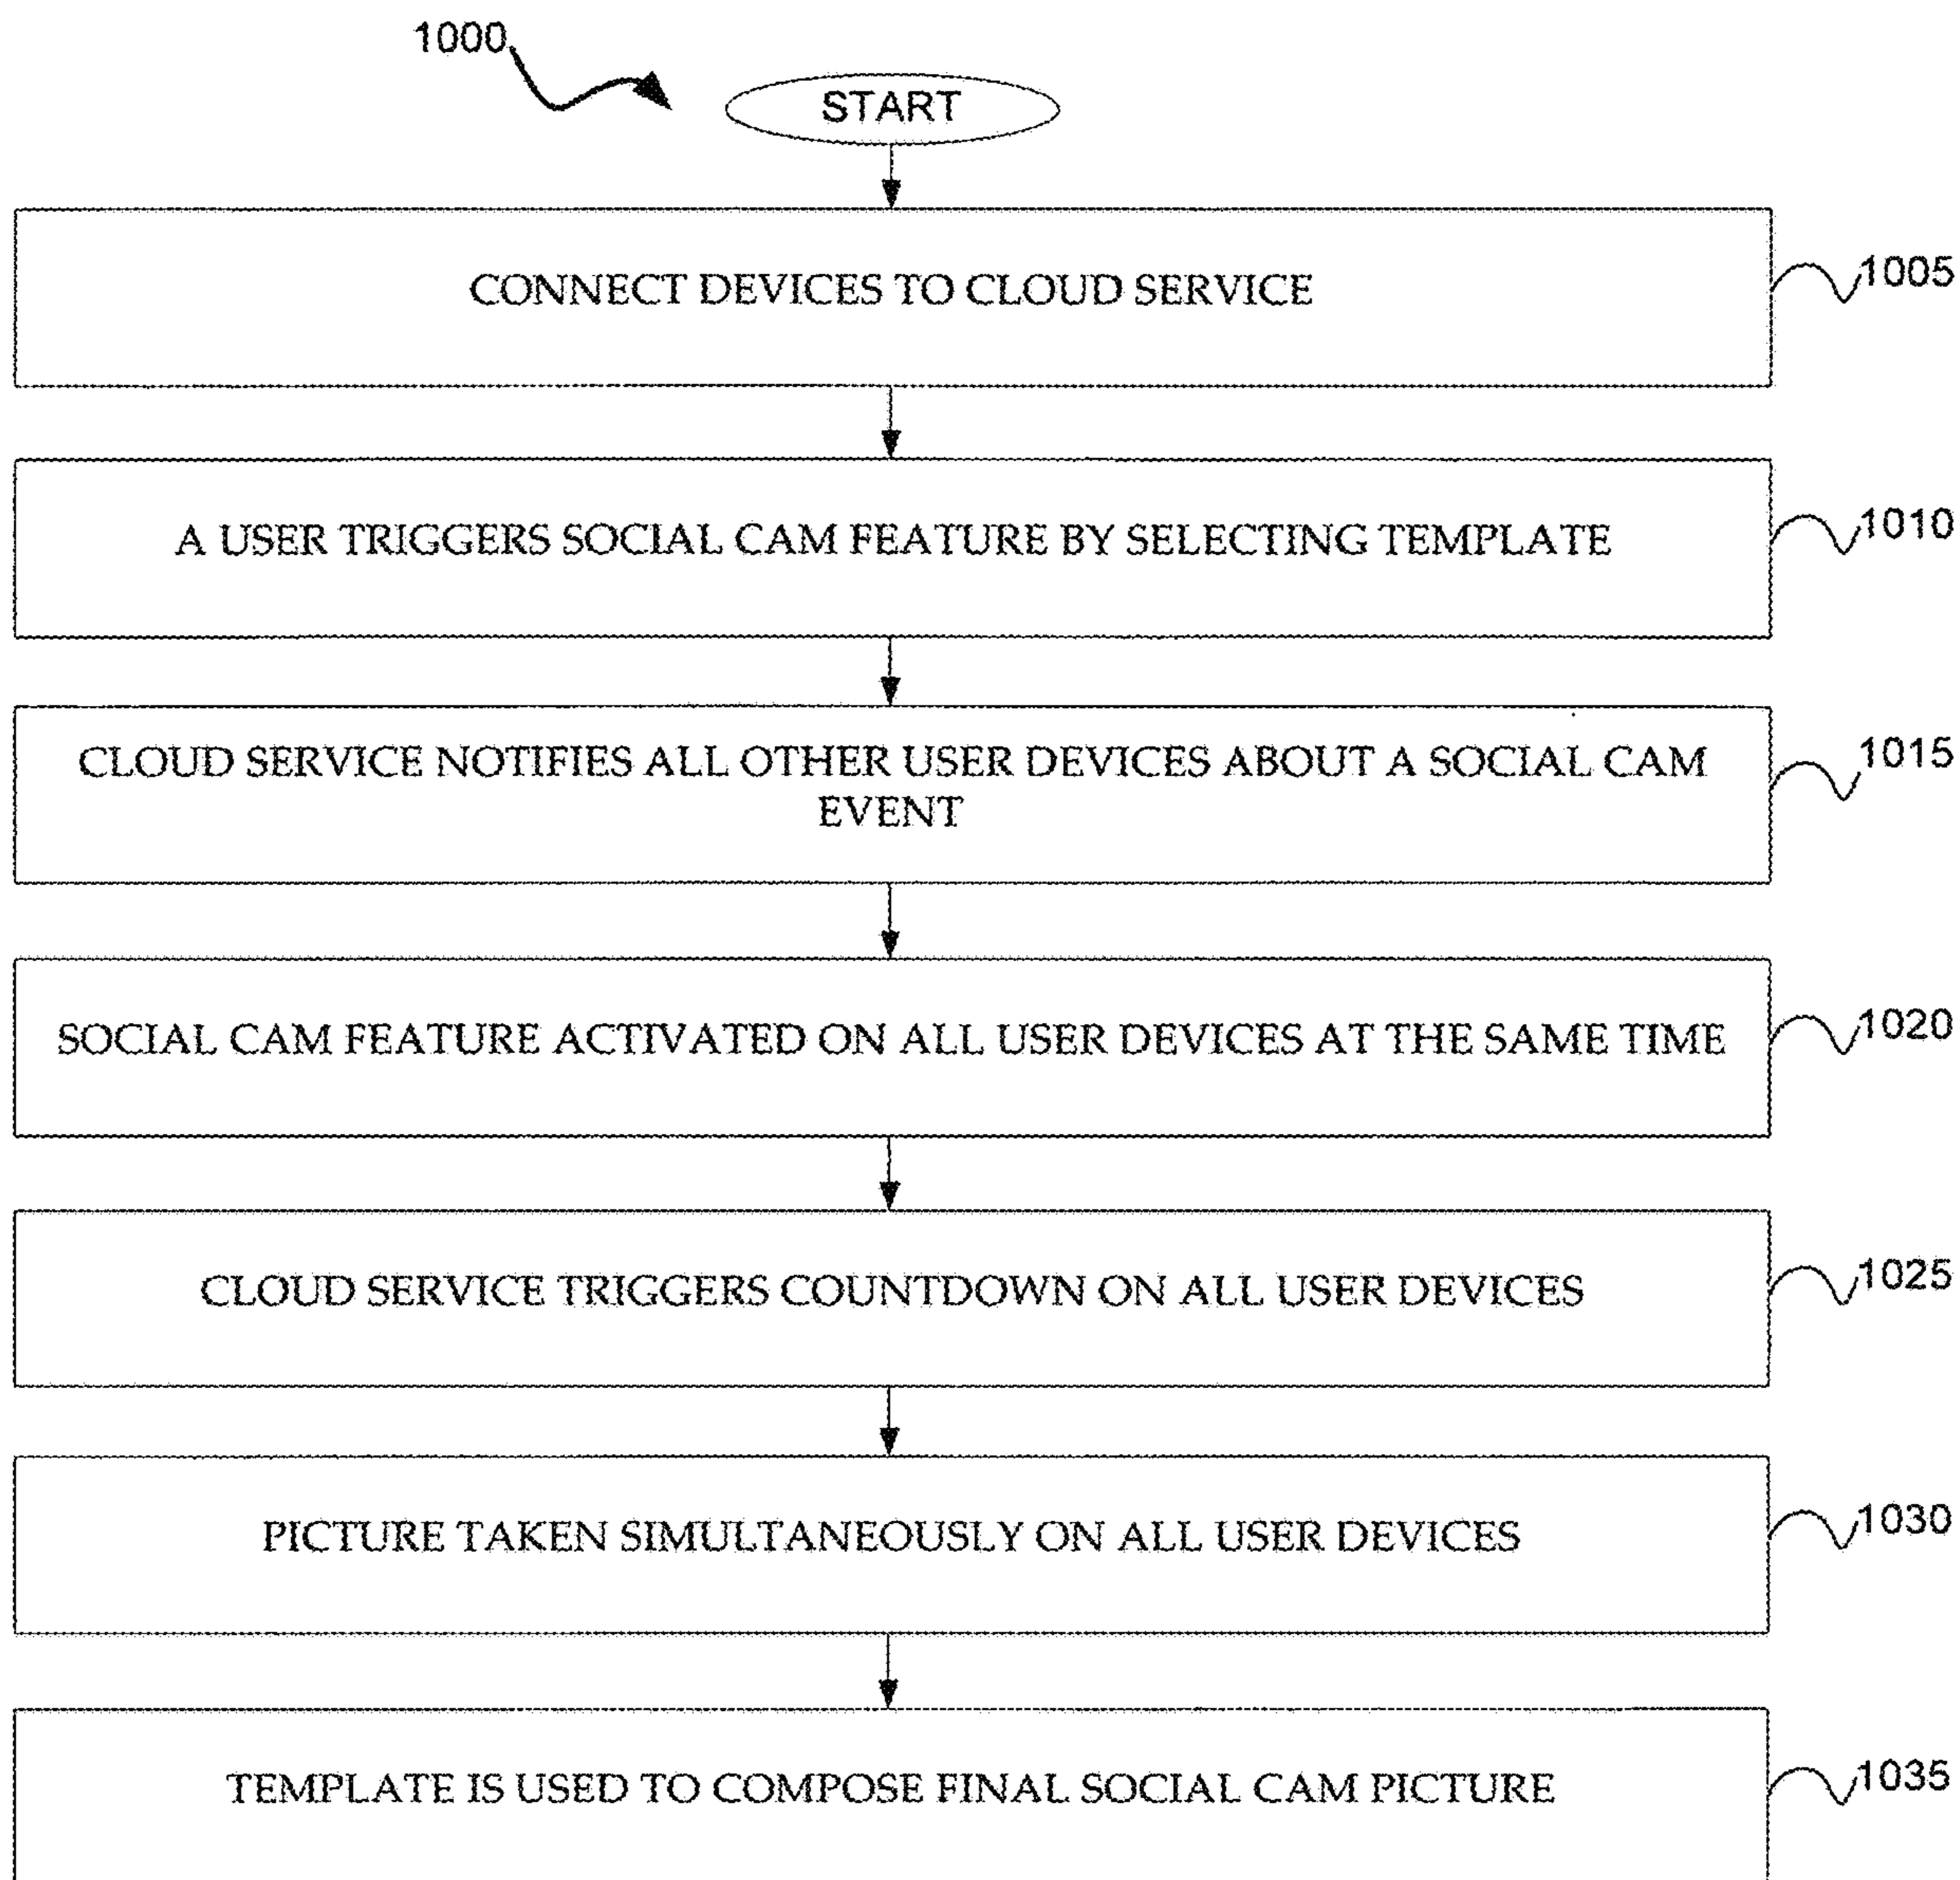 1000
START
CONNECT DEVICES TO CLOUD SERVICE
1005
A USER TRIGGERS SOCIAL CAM FEATURE BY SELECTING TEMPLATE
1010
CLOUD SERVICE NOTIFIES ALL OTHER USER DEVICES ABOUT A SOCIAL CAM
EVENT
1015
SOCIAL CAM FEATURE ACTIVATED ON ALL USER DEVICES AT THE SAME TIME
1020
CLOUD SERVICE TRIGGERS COUNTDOWN ON ALL USER DEVICES
1025
PICTURE TAKEN SIMULTANEOUSLY ON ALL USER DEVICES
1030
TEMPLATE IS USED TO COMPOSE FINAL SOCIAL CAM PICTURE
1035